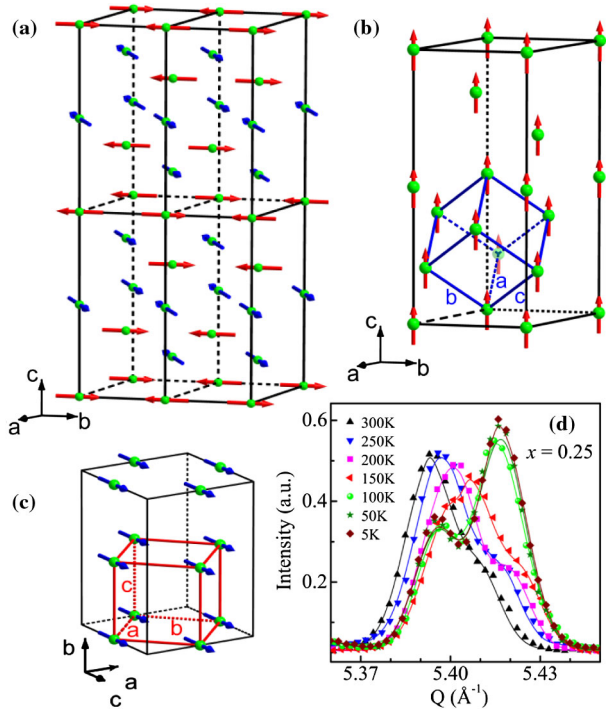 (a)
c
a
b
(b)
a
b
c
c
a
b
(c)
c
a
b
b
a
c
(d)
x = 0.25
300K
250K
200K
150K
100K
50K
5K
Intensity (a.u.)
0.6
0.4
0.2
5.37
5.40
5.43
Q (Å⁻¹)